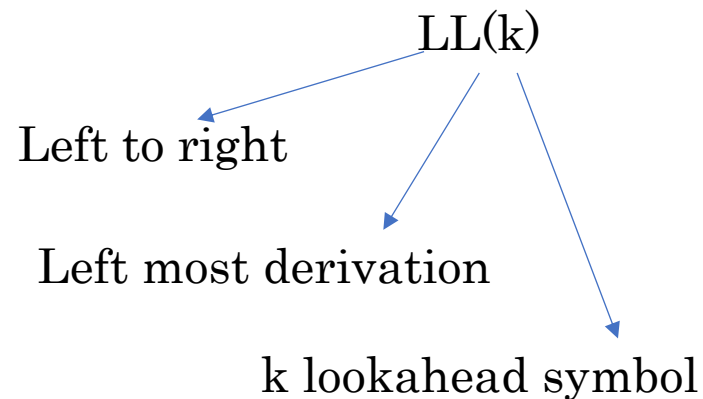 LL(k)
Left to right
Left most derivation
k lookahead symbol